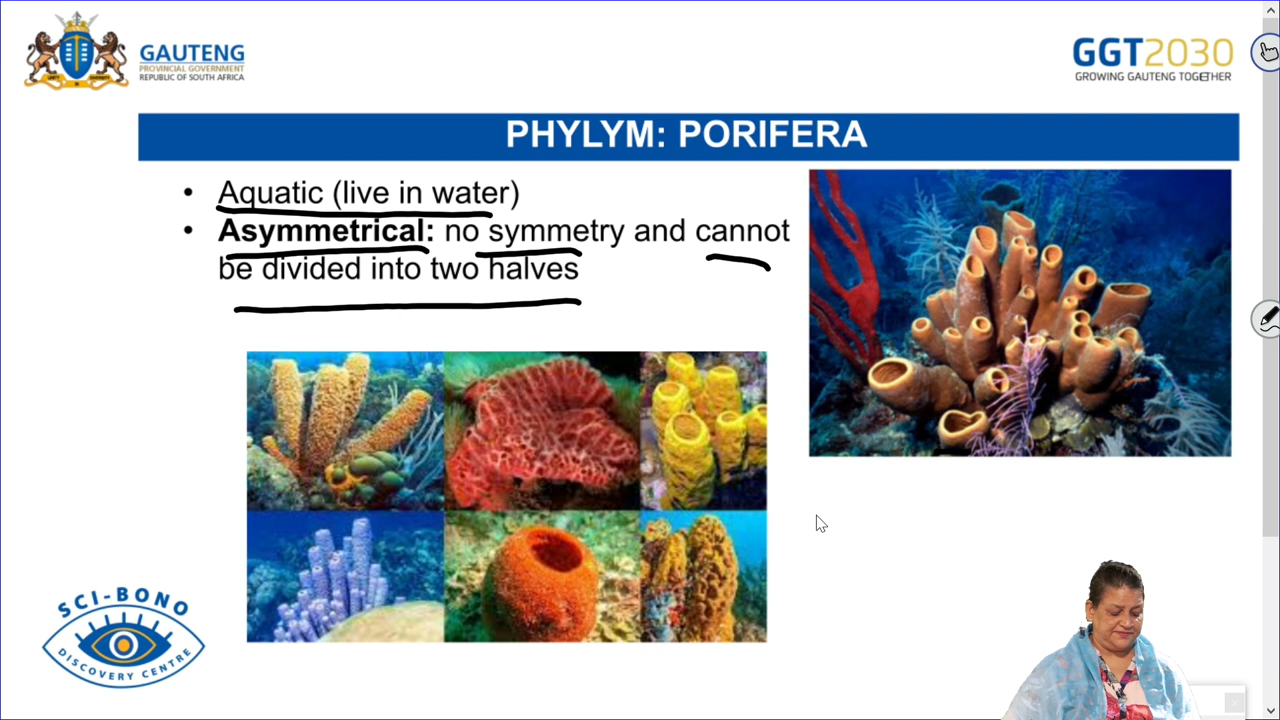 GAUTENG
PROVINCIAL GOVERNMENT
REPUBLIC OF SOUTH AFRICA
GGT2030
GROWING GAUTENG TOGETHER
PHYLYM: PORIFERA
• Aquatic (live in water)
• Asymmetrical: no symmetry and cannot
be divided into two halves
SCI-BONO
DISCOVERY CENTRE